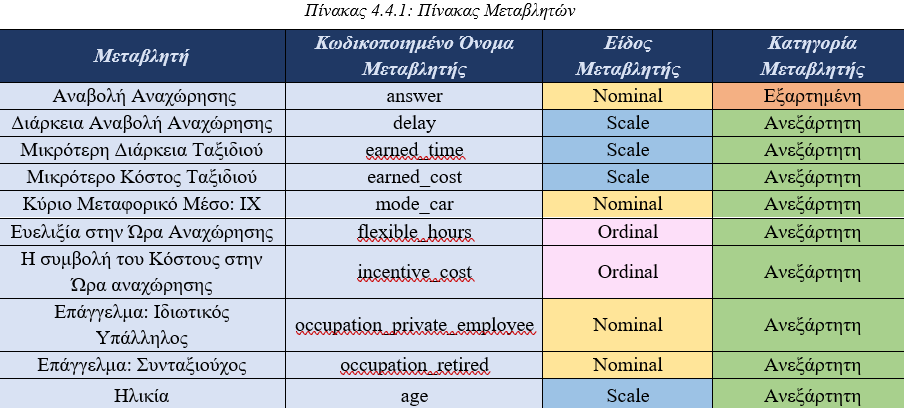 Πίνακας 4.4.1: Πίνακας Μεταβλητών
Μεταβλητή Κωδικοποιημένο Όνομα Μεταβλητής Είδος Μεταβλητής Κατηγορία Μεταβλητής
Αναβολή Αναχώρησης answer Nominal Εξαρτημένη
Διάρκεια Αναβολή Αναχώρησης delay Scale Ανεξάρτητη
Μικρότερη Διάρκεια Ταξιδιού earned_time Scale Ανεξάρτητη
Μικρότερο Κόστος Ταξιδιού earned_cost Scale Ανεξάρτητη
Κύριο Μεταφορικό Μέσο: ΙΧ mode_car Nominal Ανεξάρτητη
Ευελιξία στην Ώρα Αναχώρησης flexible_hours Ordinal Ανεξάρτητη
Η συμβολή του Κόστους στην Ώρα αναχώρησης incentive_cost Ordinal Ανεξάρτητη
Επάγγελμα: Ιδιωτικός Υπάλληλος occupation_private_employee Nominal Ανεξάρτητη
Επάγγελμα: Συνταξιούχος occupation_retired Nominal Ανεξάρτητη
Ηλικία age Scale Ανεξάρτητη